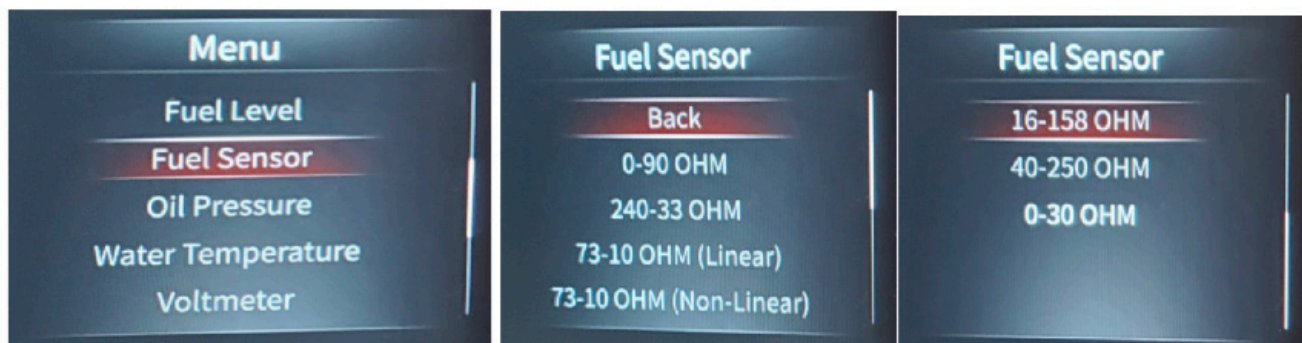 Menu
Fuel Level
Fuel Sensor
Oil Pressure
Water Temperature
Voltmeter
Fuel Sensor
Back
0-90 OHM
240-33 OHM
73-10 OHM (Linear)
73-10 OHM (Non-Linear)
Fuel Sensor
16-158 OHM
40-250 OHM
0-30 OHM